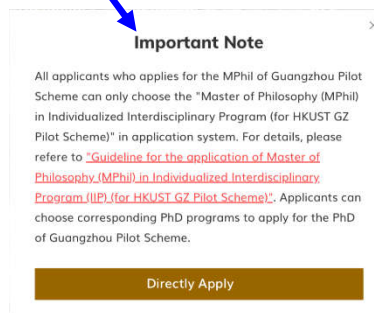 Important Note
All applicants who applies for the MPhil of Guangzhou Pilot
Scheme can only choose the "Master of Philosophy (MPhil)
in Individualized Interdisciplinary Program (for HKUST GZ
Pilot Scheme)" in application system. For details, please
refere to "Guideline for the application of Master of
Philosophy (MPhil) in Individualized Interdisciplinary
Program (IIP) (for HKUST GZ Pilot Scheme)". Applicants can
choose corresponding PhD programs to apply for the PhD
of Guangzhou Pilot Scheme.
Directly Apply